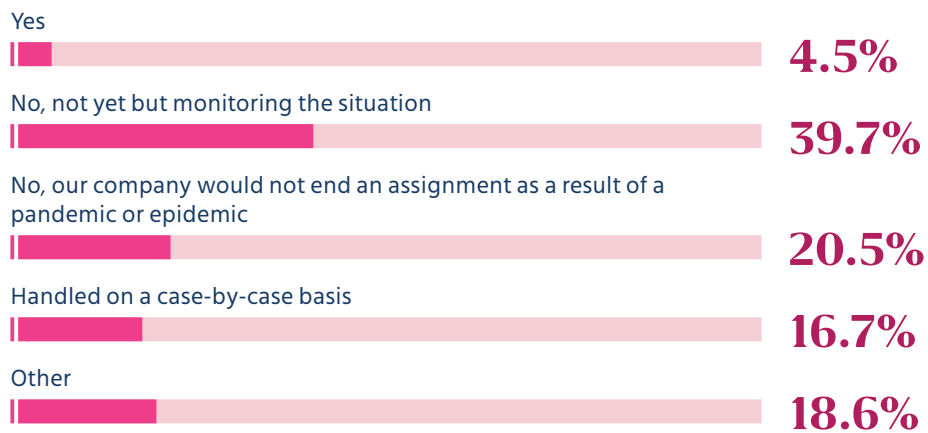 Yes
4.5%
No, not yet but monitoring the situation
39.7%
No, our company would not end an assignment as a result of a
pandemic or epidemic
20.5%
Handled on a case-by-case basis
16.7%
Other
18.6%